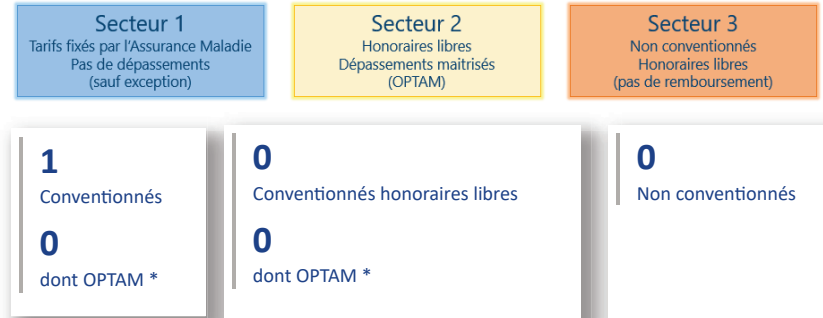 Secteur 1
Tarifs fixés par l'Assurance Maladie
Pas de dépassements
(sauf exception)
Secteur 2
Honoraires libres
Dépassements maitrisés
(OPTAM)
Secteur 3
Non conventionnés
Honoraires libres
(pas de remboursement)
1
Conventionnés
0
dont OPTAM *
0
Conventionnés honoraires libres
0
dont OPTAM *
0
Non conventionnés